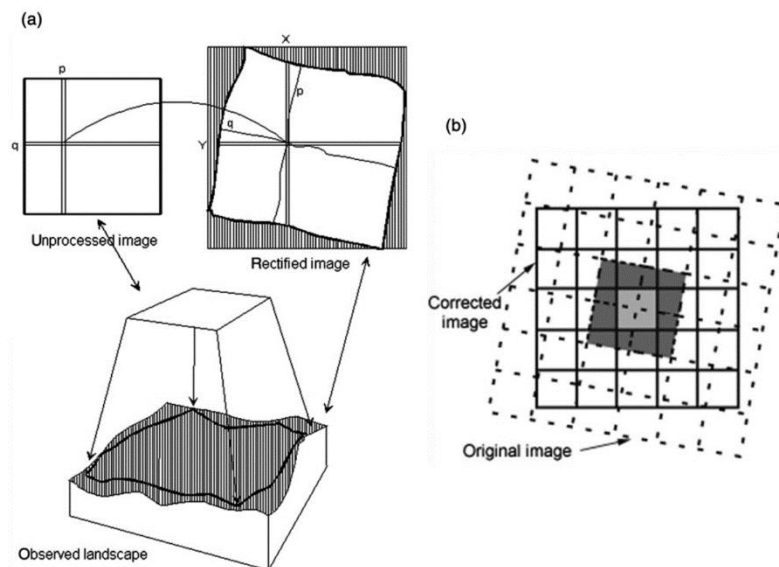 (a)
p
q
Unprocessed image
X
Y
p
q
Rectified image
Observed landscape
(b)
Corrected
image
Original image